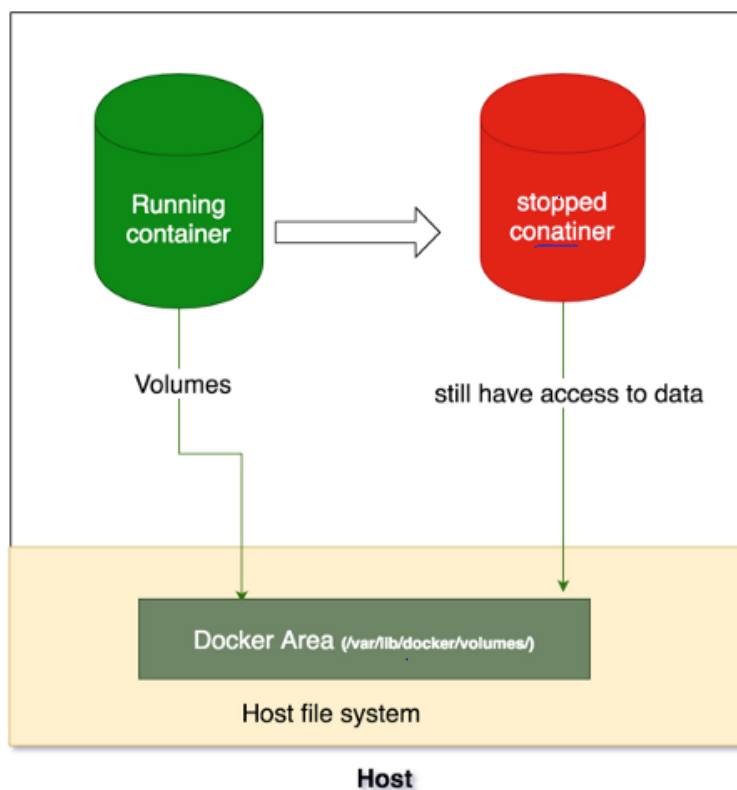 Running
container
stopped
conatiner
Volumes
still have access to data
Docker Area (/var/lib/docker/volumes/)
Host file system
Host